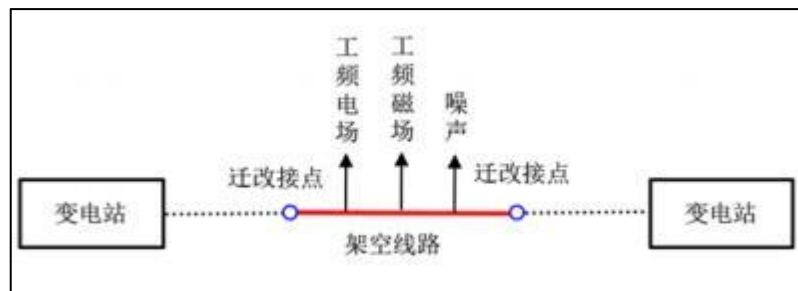 工频电场
工频磁场
噪声
迁改接点
迁改接点
变电站
变电站
架空线路